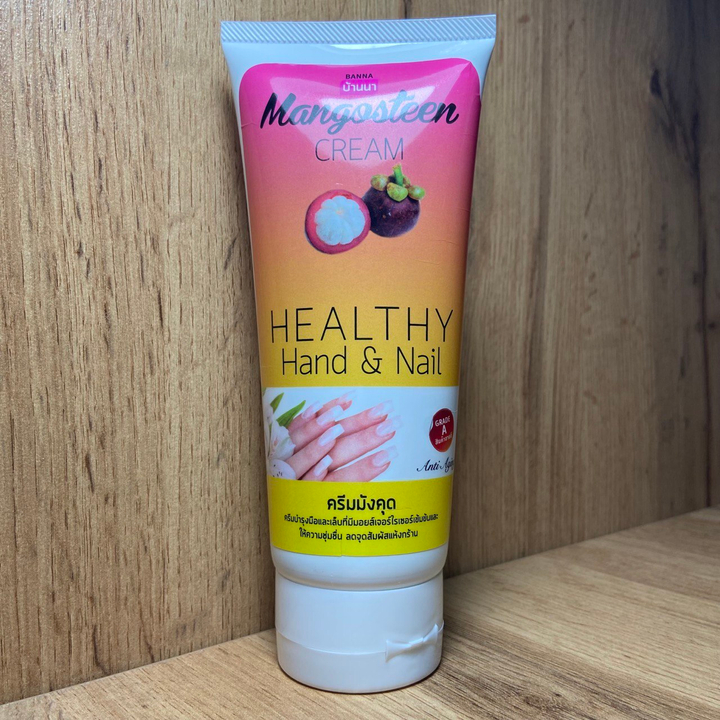 BANNA
บ้านนา
Mangosteen
CREAM
HEALTHY
Hand & Nail
GRADE
A
Anti Aging
ครีมมังคุด
ครีมบำรุงมือและเล็บที่มีมอยส์เจอร์ไรเซอร์เข้มข้นและ
ให้ความชุ่มชื่น ลดจุดสัมผัสแห้งกร้าน